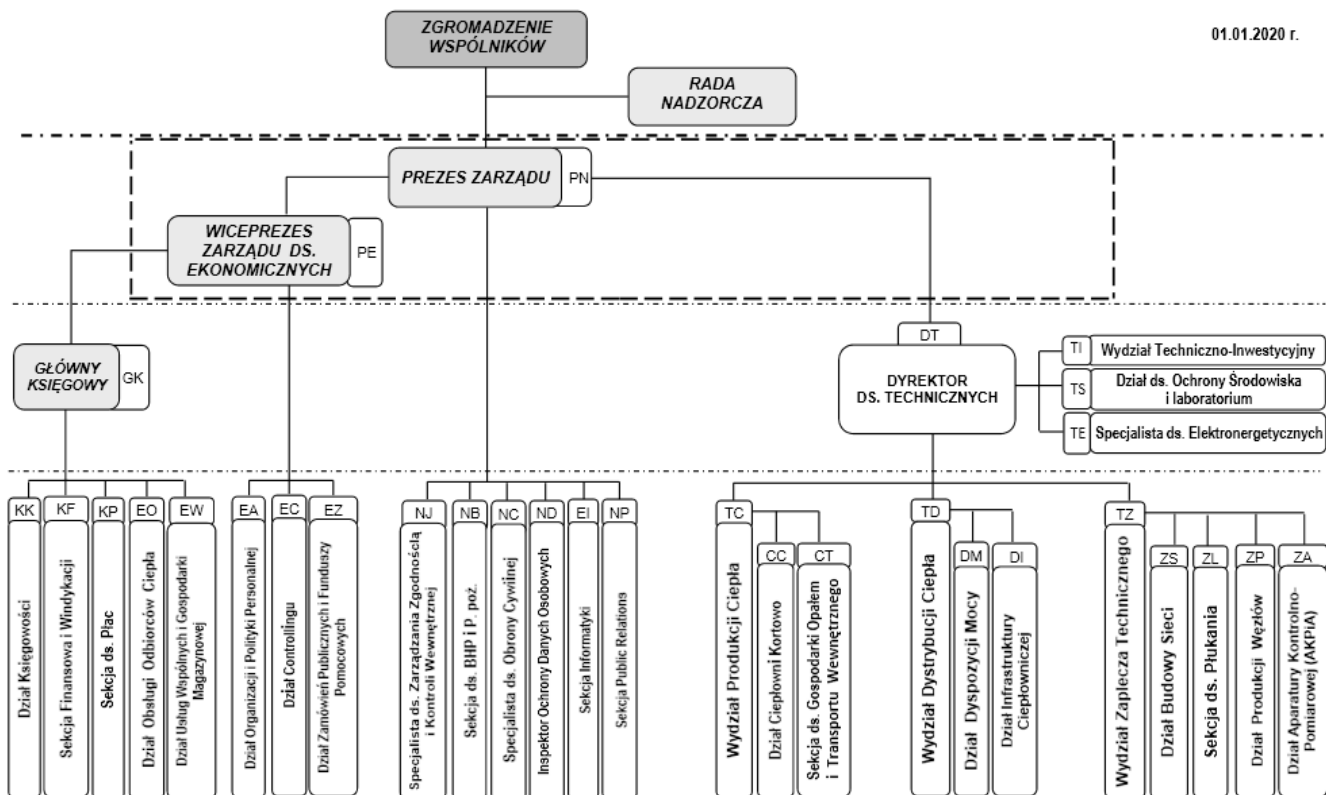 ZGROMADZENIE
WSPÓLNIKÓW
01.01.2020 r.
RADA
NADZORCZA
PREZES ZARZĄDU
PN
WICEPREZES
ZARZĄDU DS.
EKONOMICZNYCH
PE
GŁÓWNY
KSIĘGOWY
GK
DT
DYREKTOR
DS. TECHNICZNYCH
TI
Wydział Techniczno-Inwestycyjny
TS
Dział ds. Ochrony Środowiska
i laboratorium
TE
Specjalista ds. Elektronergetycznych
KK
Dział Księgowości
KF
Sekcja Finansowa i Windykacji
KP
Sekcja ds. Płac
EO
Dział Obsługi Odbiorców Ciepła
EW
Dział Usług Wspólnych i Gospodarki
Magazynowej
EA
Dział Organizacji i Polityki Personalnej
EC
Dział Controllingu
EZ
Dział Zamówień Publicznych i Funduszy
Pomocowych
NJ
Specjalista ds. Zarządzania Zgodnością
i Kontroli Wewnętrznej
NB
Sekcja ds. BHP i P. poż.
NC
Specjalista ds. Obrony Cywilnej
ND
Inspektor Ochrony Danych Osobowych
EI
Sekcja Informatyki
NP
Sekcja Public Relations
TC
Wydział Produkcji Ciepła
CC
Dział Ciepłowni Kortowo
CT
Sekcja ds. Gospodarki Opałem
i Transportu Wewnętrznego
TD
Wydział Dystrybucji Ciepła
DM
Dział Dyspozycji Mocy
DI
Dział Infrastruktury
Ciepłowniczej
TZ
Wydział Zaplecza Technicznego
ZS
Dział Budowy Sieci
ZL
Sekcja ds. Płukania
ZP
Dział Produkcji Węzłów
ZA
Dział Aparatury Kontrolno-
Pomiarowej (AKPiA)